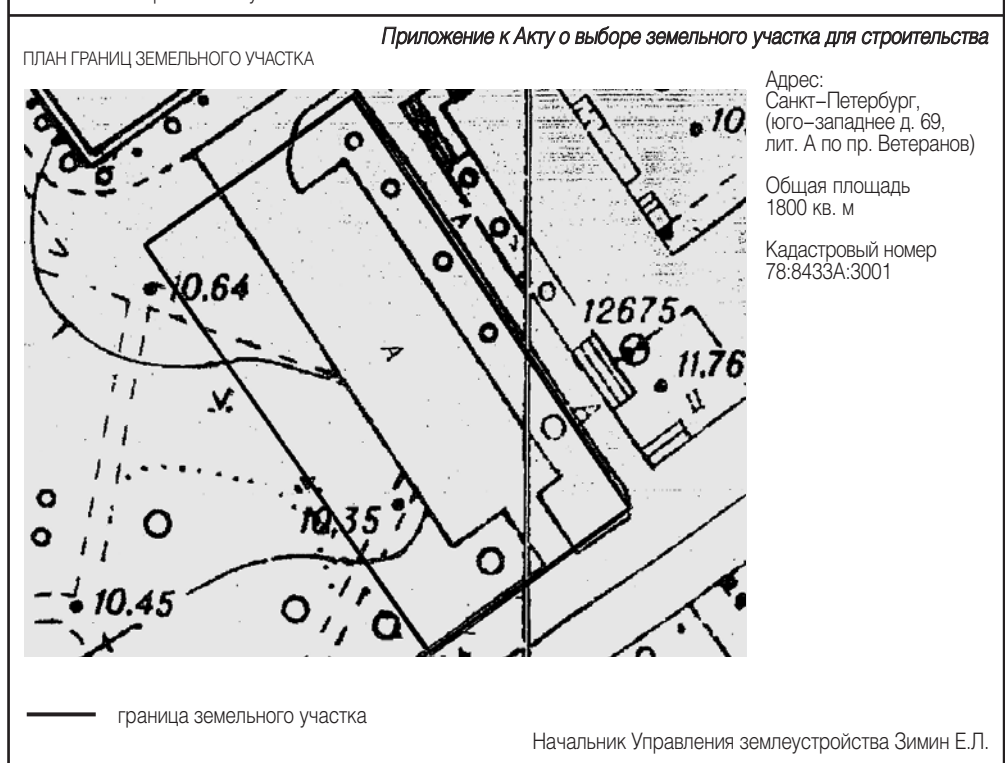 Приложение к Акту о выборе земельного участка для строительства
ПЛАН ГРАНИЦ ЗЕМЕЛЬНОГО УЧАСТКА
Адрес:
Санкт–Петербург,
(юго–западнее д. 69,
лит. А по пр. Ветеранов)
Общая площадь
1800 кв. м
Кадастровый номер
78:8433А:3001
10
10.64
12675
11.76
А
10.35
10.45
граница земельного участка
Начальник Управления землеустройства Зимин Е.Л.